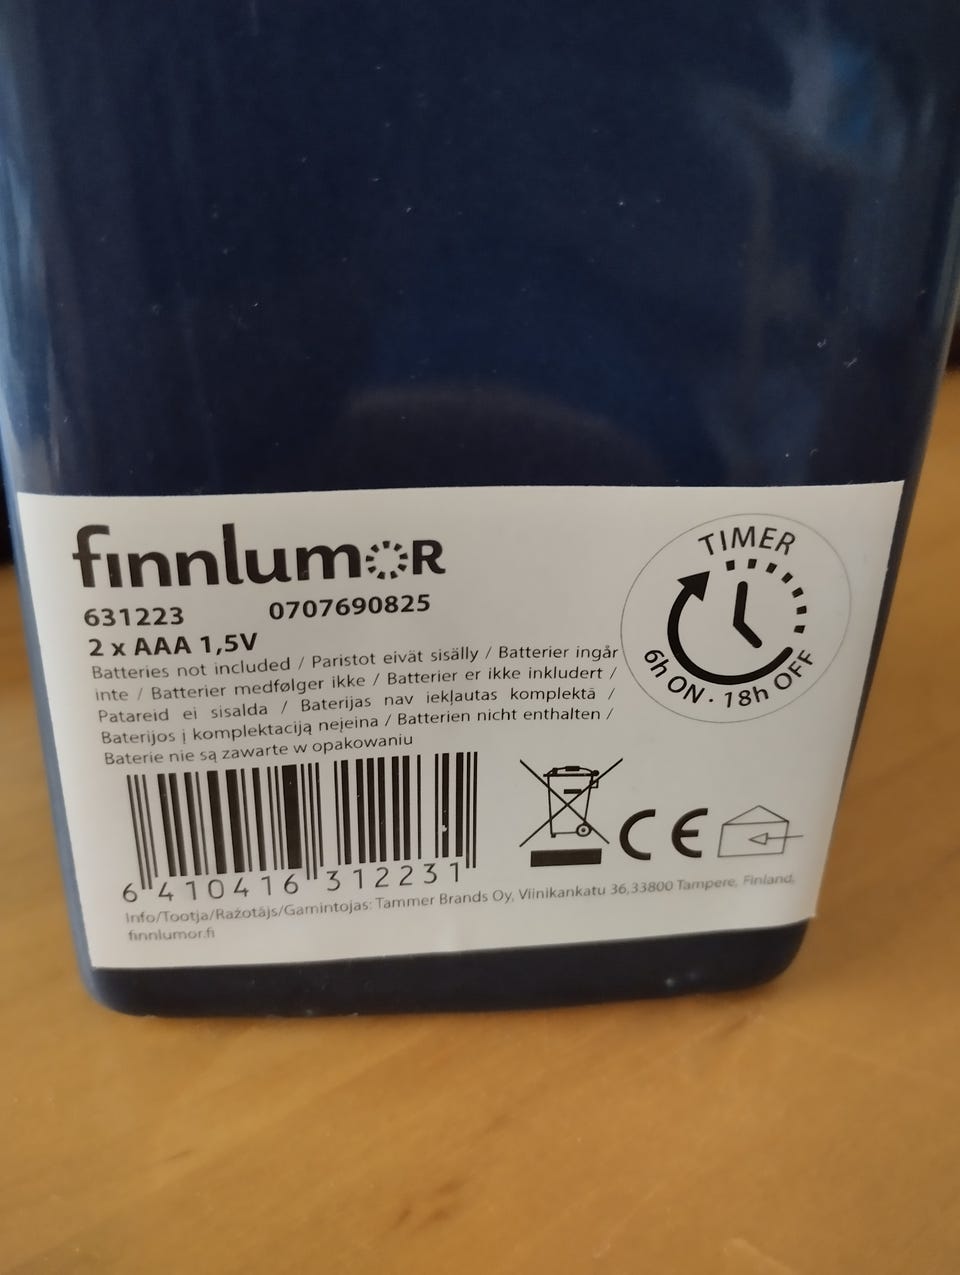 finnlumor
631223 0707690825
2 x AAA 1,5V
Batteries not included / Paristot eivät sisälly / Batterier ingår
inte / Batterier medfølger ikke / Batterier er ikke inkludert /
Patareid ei sisalda / Baterijas nav iekļautas komplektā /
Baterijos į komplektaciją neįeina / Batterien nicht enthalten /
Baterie nie są zawarte w opakowaniu
TIMER
6h ON · 18h OFF
CE
6 410416 312231
Info/Tootja/Ražotājs/Gamintojas: Tammer Brands Oy, Viinikankatu 36,33800 Tampere, Finland,
finnlumor.fi